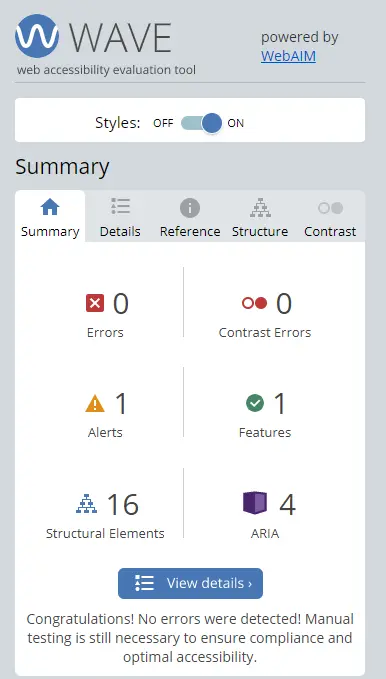 WAVE
web accessibility evaluation tool
powered by
WebAIM
Styles: OFF ON
Summary
Summary Details Reference Structure Contrast
0 0
Errors Contrast Errors
1 1
Alerts Features
16 4
Structural Elements ARIA
View details ›
Congratulations! No errors were detected! Manual
testing is still necessary to ensure compliance and
optimal accessibility.